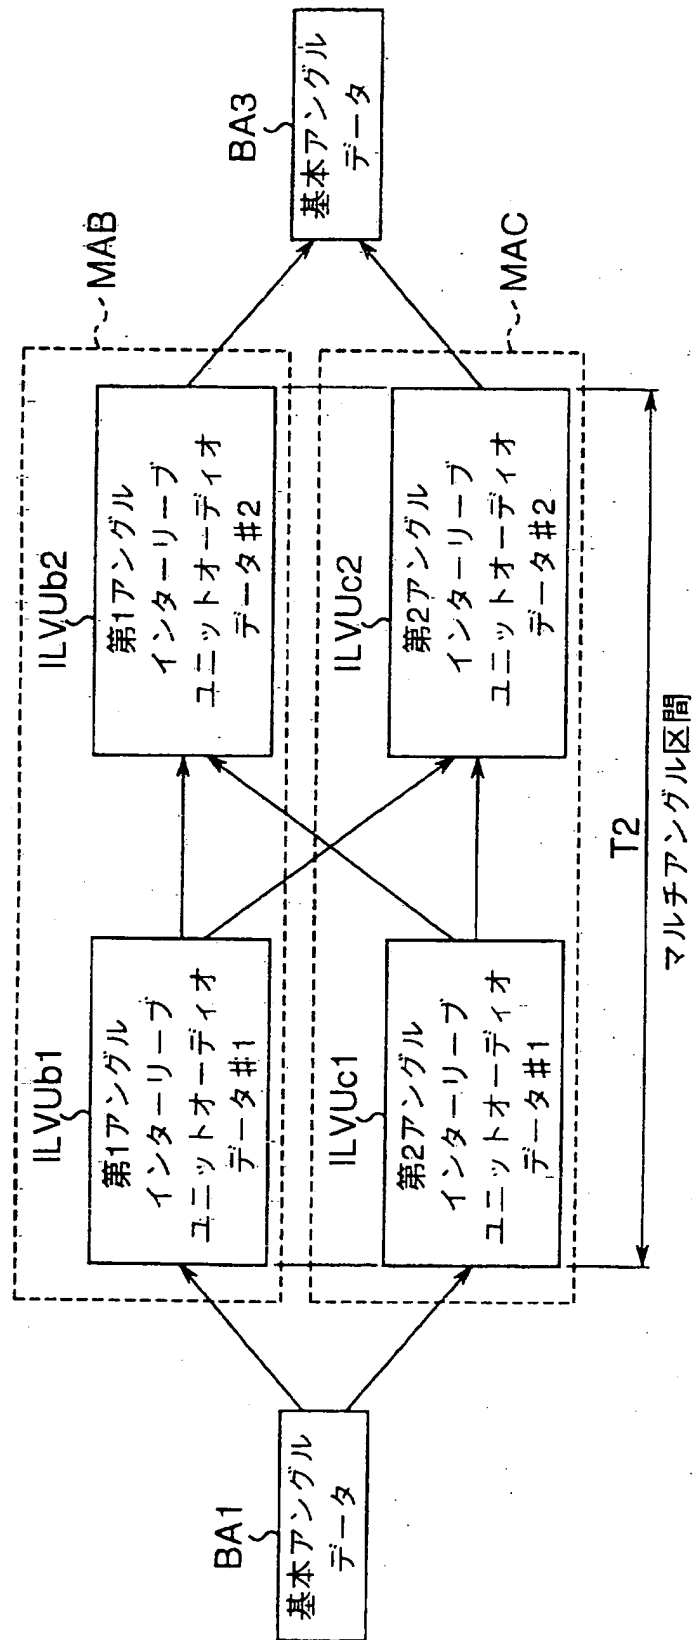 BA1
基本アングル
データ
MAB
ILVUb1
第1アングル
インターリーブ
ユニットオーディオ
データ#1
ILVUb2
第1アングル
インターリーブ
ユニットオーディオ
データ#2
MAC
ILVUc1
第2アングル
インターリーブ
ユニットオーディオ
データ#1
ILVUc2
第2アングル
インターリーブ
ユニットオーディオ
データ#2
BA3
基本アングル
データ
T2
マルチアングル区間